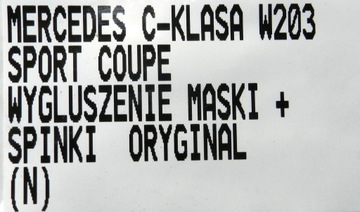 MERCEDES C-KLASA W203
SPORT COUPE
WYGLUSZENIE MASKI +
SPINKI ORYGINAL
(N)